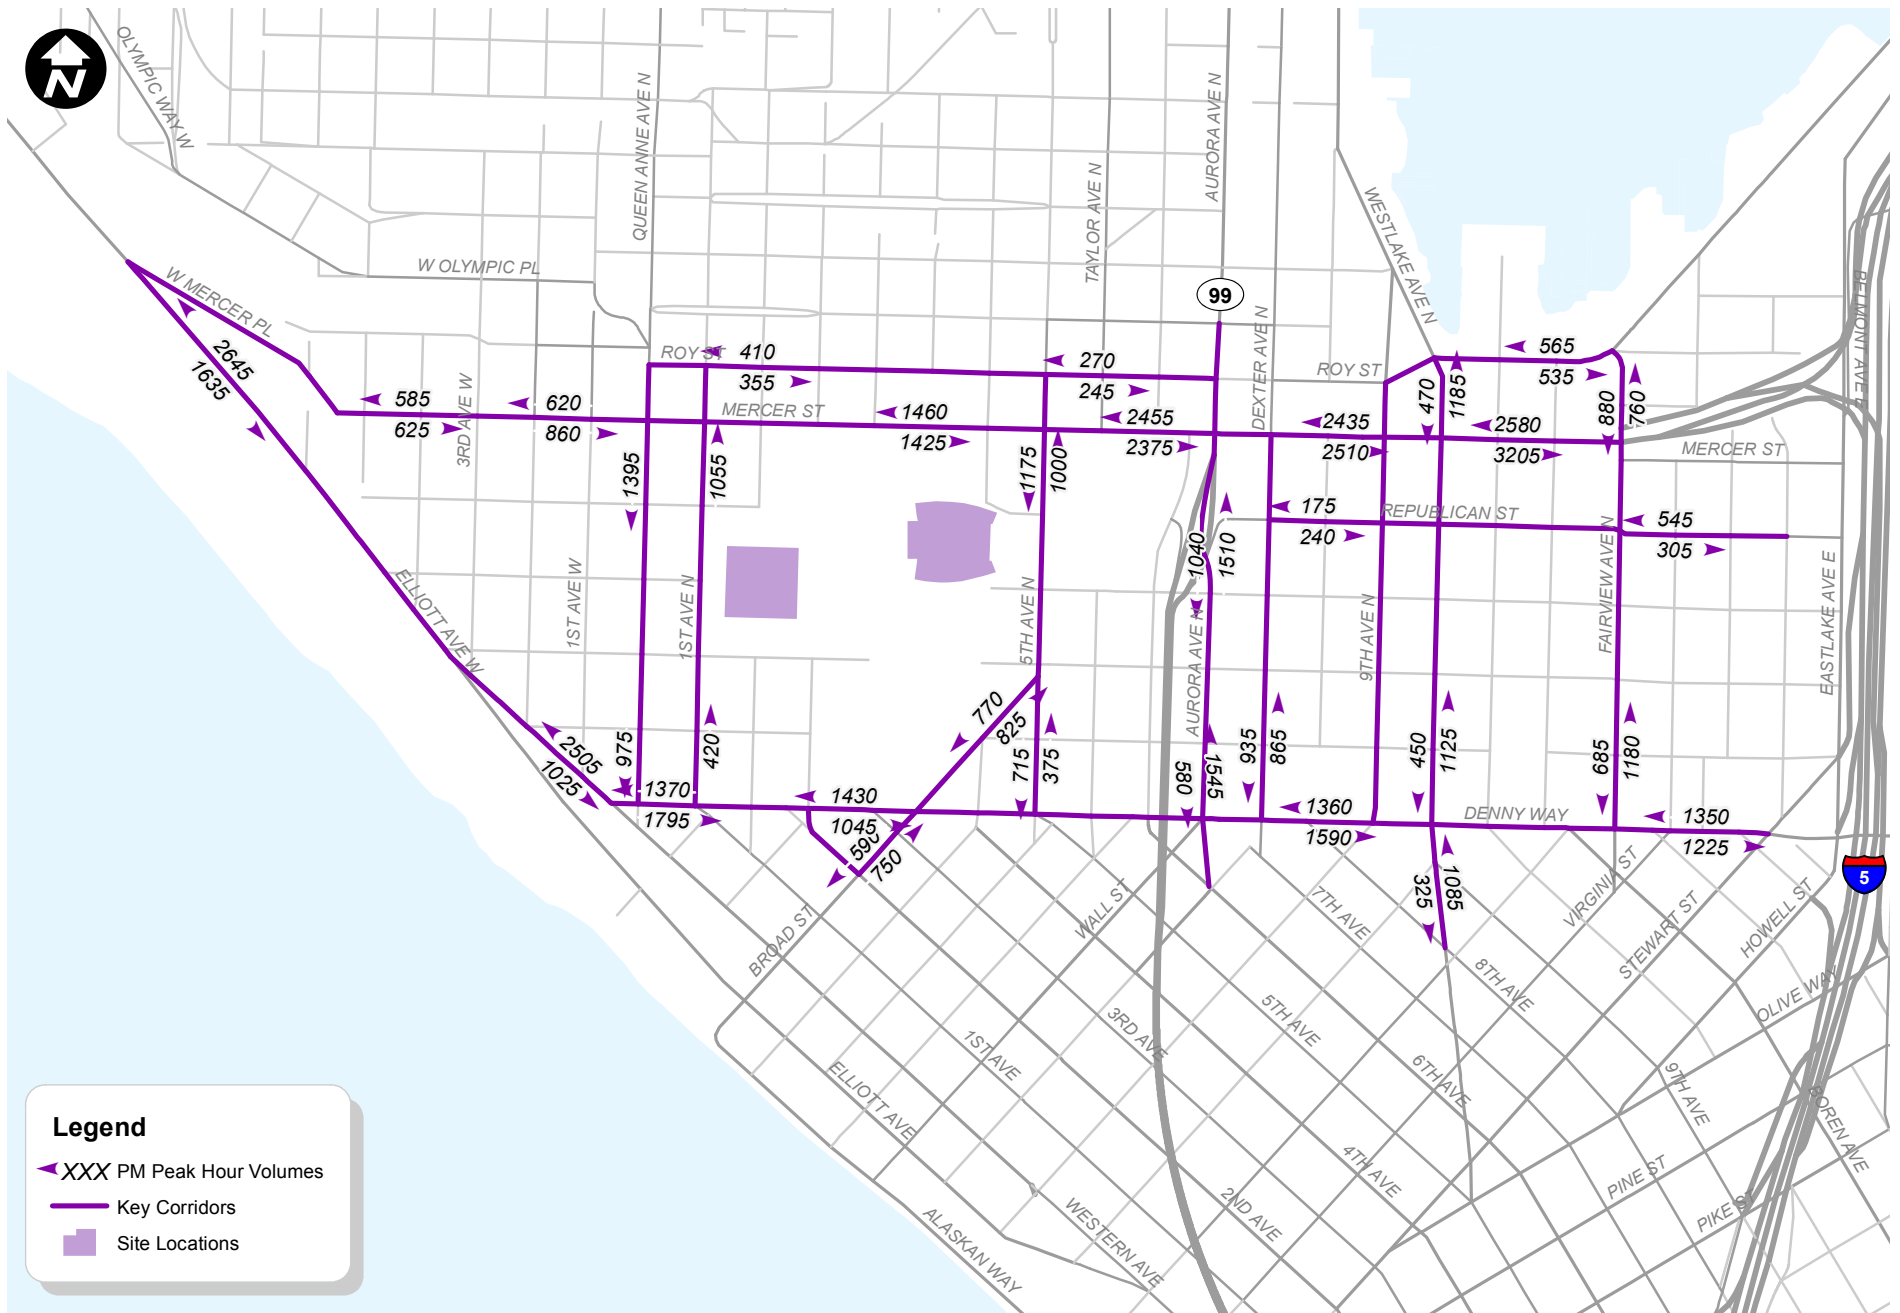 N
OLYMPIC WAY W
QUEEN ANNE AVE N
TAYLOR AVE N
AURORA AVE N
WESTLAKE AVE N
BELMONT AVE E
W OLYMPIC PL
W MERCER PL
99
DEXTER AVE N
ROY ST
410
355
270
245
ROY ST
565
535
2645
1635
585
625
3RD AVE W
620
860
MERCER ST
1460
1425
2455
2375
2435
2510
470
1185
2580
3205
880
760
MERCER ST
1395
1055
1175
1000
175
240
REPUBLICAN ST
545
305
1040
1510
ELLIOTT AVE W
1ST AVE W
1ST AVE N
5TH AVE N
AURORA AVE N
9TH AVE N
FAIRVIEW AVE N
EASTLAKE AVE E
2505
1025
975
420
770
825
715
375
580
1545
935
865
450
1125
685
1180
1370
1795
1430
1045
590
750
1360
1590
DENNY WAY
1350
1225
325
1085
5
BROAD ST
WALL ST
7TH AVE
VIRGINIA ST
STEWART ST
HOWELL ST
8TH AVE
OLIVE WAY
1ST AVE
3RD AVE
5TH AVE
6TH AVE
9TH AVE
BOREN AVE
ELLIOTT AVE
4TH AVE
PINE ST
PIKE ST
2ND AVE
WESTERN AVE
ALASKAN WAY
Legend
XXX PM Peak Hour Volumes
Key Corridors
Site Locations